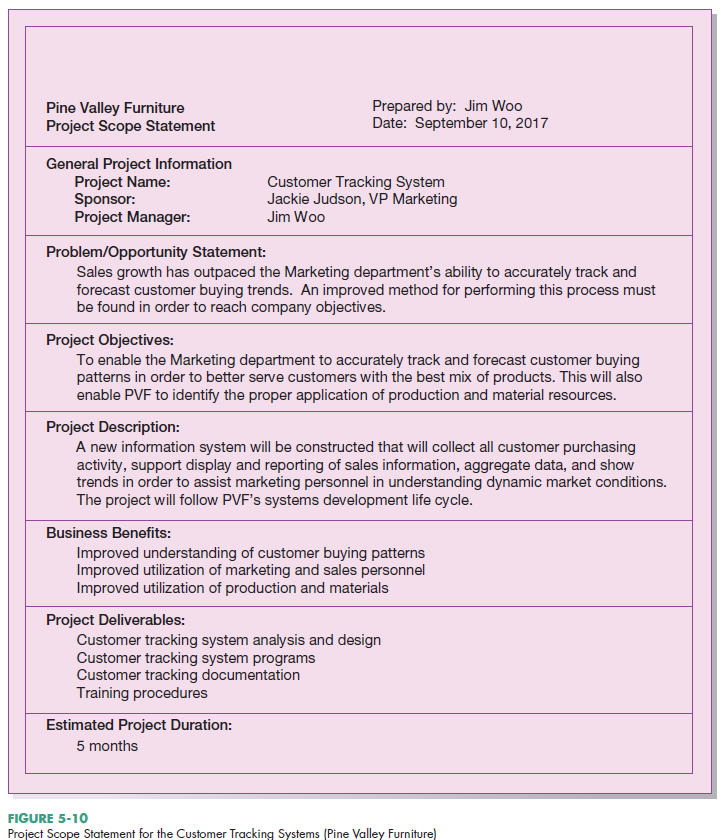 Pine Valley Furniture
Project Scope Statement
Prepared by: Jim Woo
Date: September 10, 2017
General Project Information
Project Name: Customer Tracking System
Sponsor: Jackie Judson, VP Marketing
Project Manager: Jim Woo
Problem/Opportunity Statement:
Sales growth has outpaced the Marketing department's ability to accurately track and
forecast customer buying trends. An improved method for performing this process must
be found in order to reach company objectives.
Project Objectives:
To enable the Marketing department to accurately track and forecast customer buying
patterns in order to better serve customers with the best mix of products. This will also
enable PVF to identify the proper application of production and material resources.
Project Description:
A new information system will be constructed that will collect all customer purchasing
activity, support display and reporting of sales information, aggregate data, and show
trends in order to assist marketing personnel in understanding dynamic market conditions.
The project will follow PVF's systems development life cycle.
Business Benefits:
Improved understanding of customer buying patterns
Improved utilization of marketing and sales personnel
Improved utilization of production and materials
Project Deliverables:
Customer tracking system analysis and design
Customer tracking system programs
Customer tracking documentation
Training procedures
Estimated Project Duration:
5 months
FIGURE 5-10
Project Scope Statement for the Customer Tracking Systems (Pine Valley Furniture)